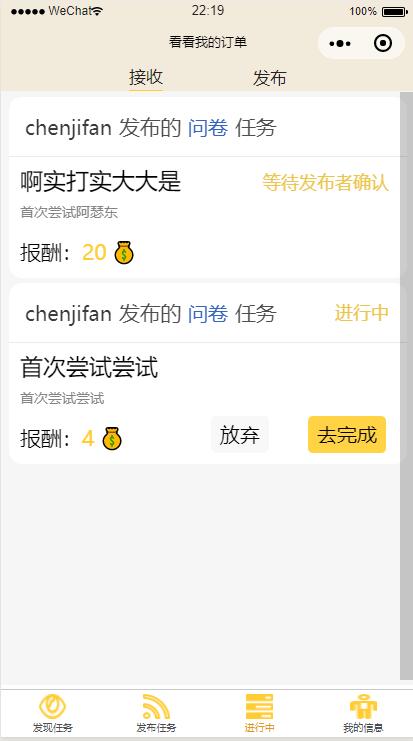 WeChat 22:19 100%
看看我的订单
接收 发布
chenjifan 发布的 问卷 任务
啊实打实大大是 等待发布者确认
首次尝试阿瑟东
报酬：20
chenjifan 发布的 问卷 任务 进行中
首次尝试尝试
首次尝试尝试
报酬：4 放弃 去完成
发现任务 发布任务 进行中 我的信息